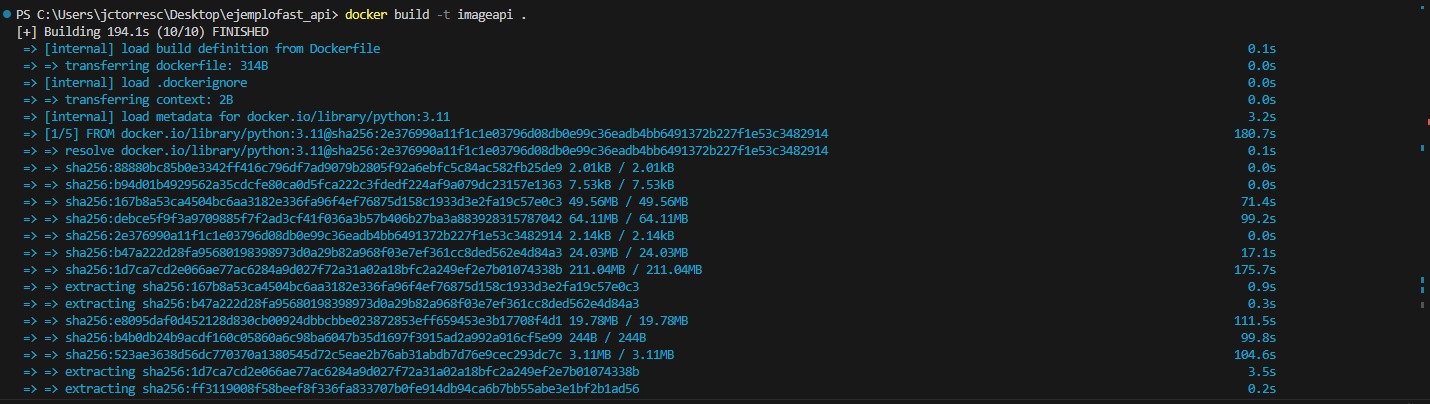 PS C:\Users\jctorresc\Desktop\ejemplofast_api> docker build -t imageapi .
[+] Building 194.1s (10/10) FINISHED
=> [internal] load build definition from Dockerfile 0.1s
=> => transferring dockerfile: 314B 0.0s
=> [internal] load .dockerignore 0.0s
=> => transferring context: 2B 0.0s
=> [internal] load metadata for docker.io/library/python:3.11 3.2s
=> [1/5] FROM docker.io/library/python:3.11@sha256:2e376990a11f1c1e03796d08db0e99c36eadb4bb6491372b227f1e53c3482914 180.7s
=> => resolve docker.io/library/python:3.11@sha256:2e376990a11f1c1e03796d08db0e99c36eadb4bb6491372b227f1e53c3482914 0.1s
=> => sha256:88880bc85b0e3342ff416c796df7ad9079b2805f92a6ebfc5c84ac582fb25de9 2.01kB / 2.01kB 0.0s
=> => sha256:b94d01b4929562a35cdcfe80ca0d5fca222c3fdedf224af9a079dc23157e1363 7.53kB / 7.53kB 0.0s
=> => sha256:167b8a53ca4504bc6aa3182e336fa96f4ef76875d158c1933d3e2fa19c57e0c3 49.56MB / 49.56MB 71.4s
=> => sha256:debce5f9f3a9709885f7f2ad3cf41f036a3b57b406b27ba3a883928315787042 64.11MB / 64.11MB 99.2s
=> => sha256:2e376990a11f1c1e03796d08db0e99c36eadb4bb6491372b227f1e53c3482914 2.14kB / 2.14kB 0.0s
=> => sha256:b47a222d28fa95680198398973d0a29b82a968f03e7ef361cc8ded562e4d84a3 24.03MB / 24.03MB 17.1s
=> => sha256:1d7ca7cd2e066ae77ac6284a9d027f72a31a02a18bfc2a249ef2e7b01074338b 211.04MB / 211.04MB 175.7s
=> => extracting sha256:167b8a53ca4504bc6aa3182e336fa96f4ef76875d158c1933d3e2fa19c57e0c3 0.9s
=> => extracting sha256:b47a222d28fa95680198398973d0a29b82a968f03e7ef361cc8ded562e4d84a3 0.3s
=> => sha256:e8095daf0d452128d830cb00924dbbcbbe023872853eff659453e3b17708f4d1 19.78MB / 19.78MB 111.5s
=> => sha256:b4b0db24b9acdf160c05860a6c98ba6047b35d1697f3915ad2a992a916cf5e99 244B / 244B 99.8s
=> => sha256:523ae3638d56dc770370a1380545d72c5eae2b76ab31abdb7d76e9cec293dc7c 3.11MB / 3.11MB 104.6s
=> => extracting sha256:1d7ca7cd2e066ae77ac6284a9d027f72a31a02a18bfc2a249ef2e7b01074338b 3.5s
=> => extracting sha256:ff3119008f58beef8f336fa833707b0fe914db94ca6b7bb55abe3e1bf2b1ad56 0.2s